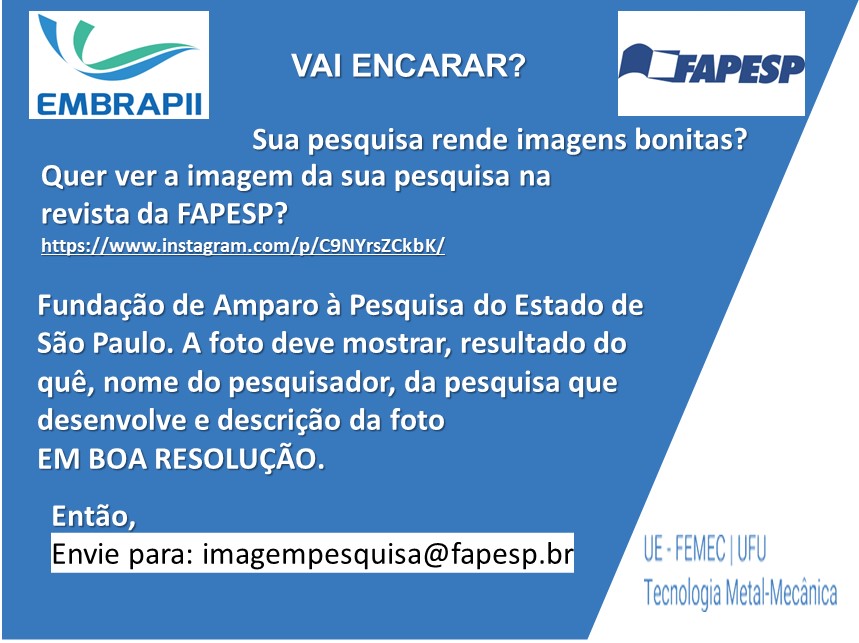 EMBRAPII
VAI ENCARAR?
FAPESP
Sua pesquisa rende imagens bonitas?
Quer ver a imagem da sua pesquisa na
revista da FAPESP?
https://www.instagram.com/p/C9NYrsZCkbK/
Fundação de Amparo à Pesquisa do Estado de
São Paulo. A foto deve mostrar, resultado do
quê, nome do pesquisador, da pesquisa que
desenvolve e descrição da foto
EM BOA RESOLUÇÃO.
Então,
Envie para: imagempesquisa@fapesp.br
UE - FEMEC | UFU
Tecnologia Metal-Mecânica